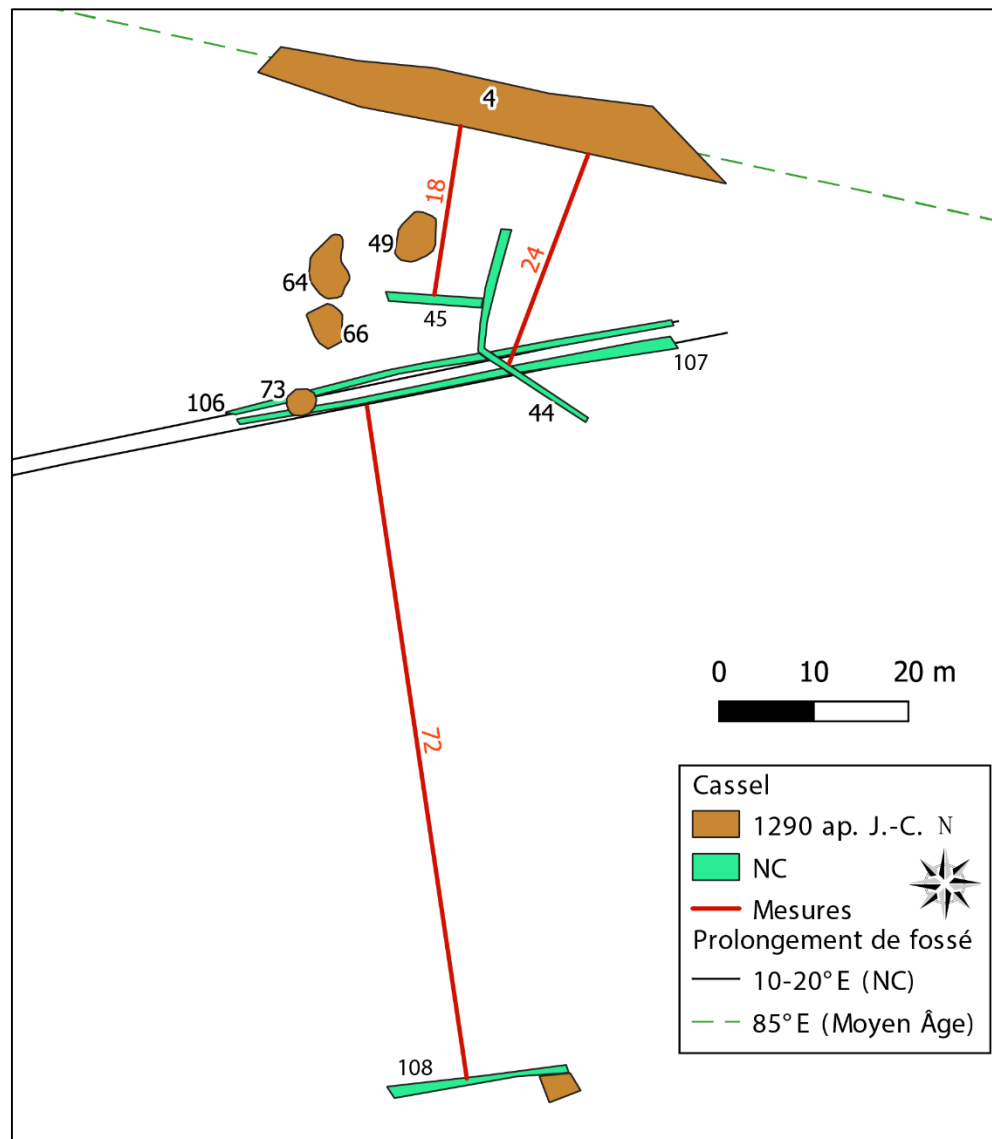 4
18
49
64
24
45
66
73
106
107
44
72
0 10 20 m
Cassel
1290 ap. J.-C. N
NC
Mesures
Prolongement de fossé
10-20° E (NC)
85° E (Moyen Âge)
108